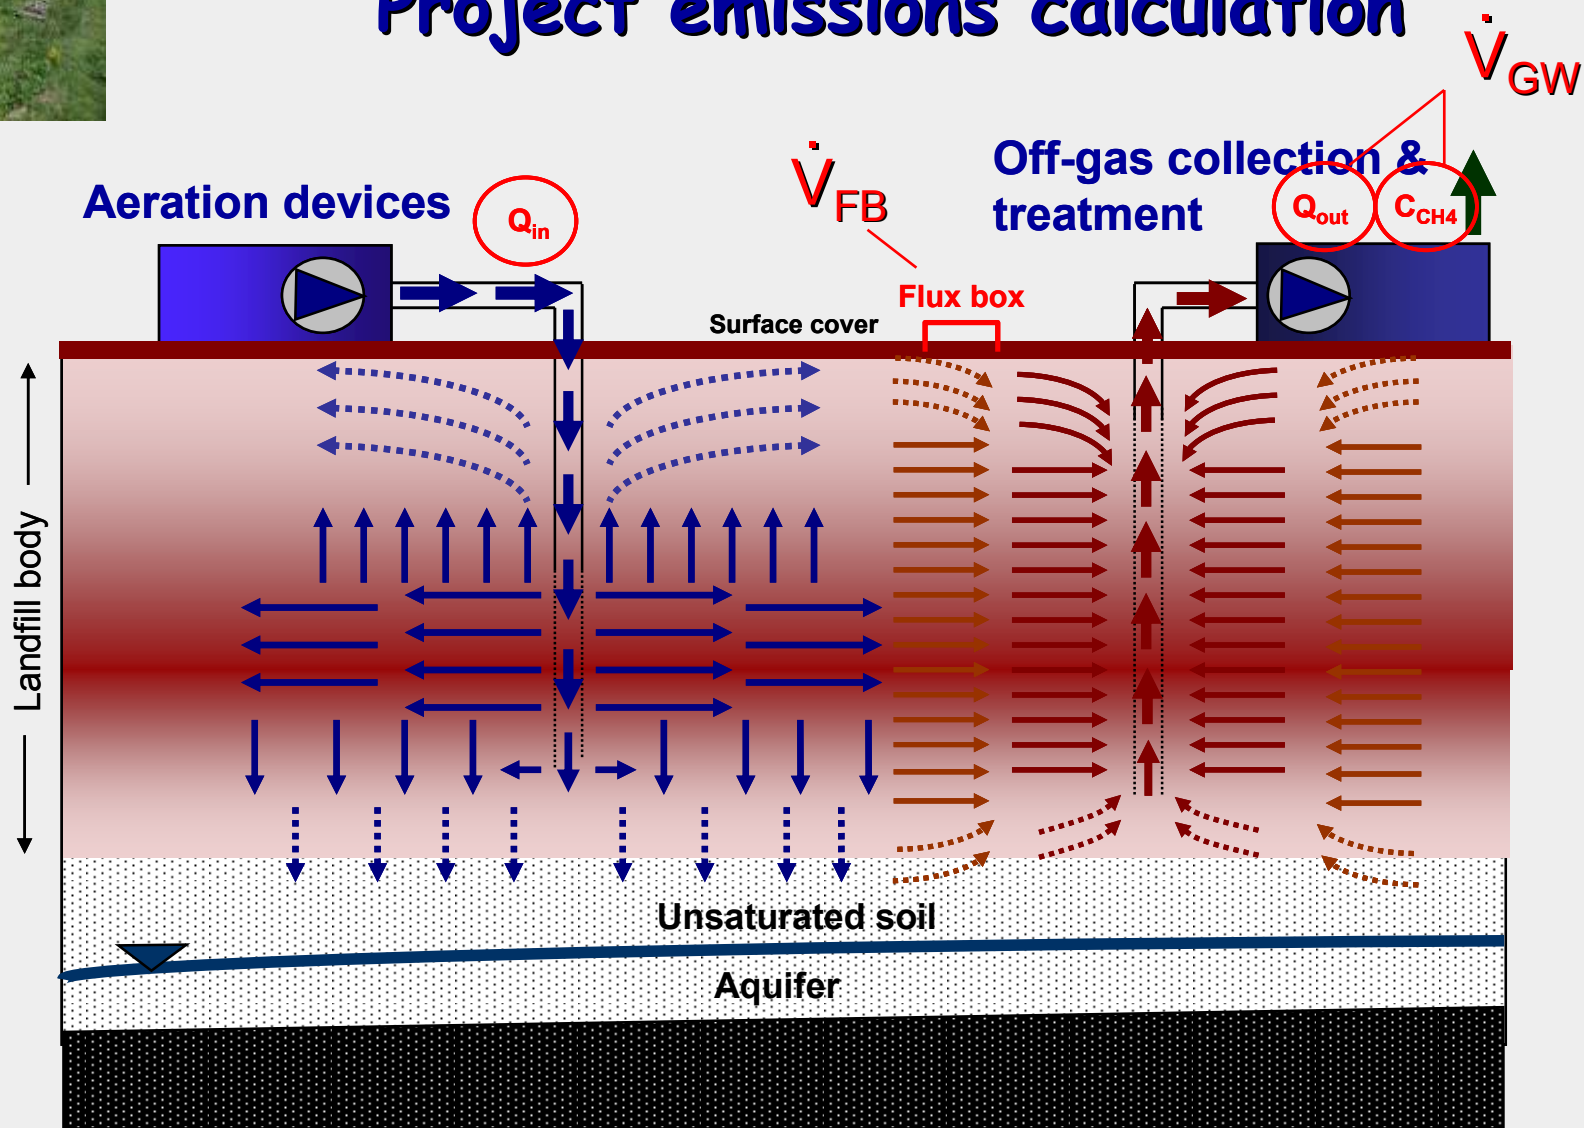 Project emissions calculation
V̇GW
Off-gas collection &
treatment
V̇FB
Aeration devices
Qin
Qout
CCH4
Flux box
Surface cover
Landfill body
Unsaturated soil
Aquifer